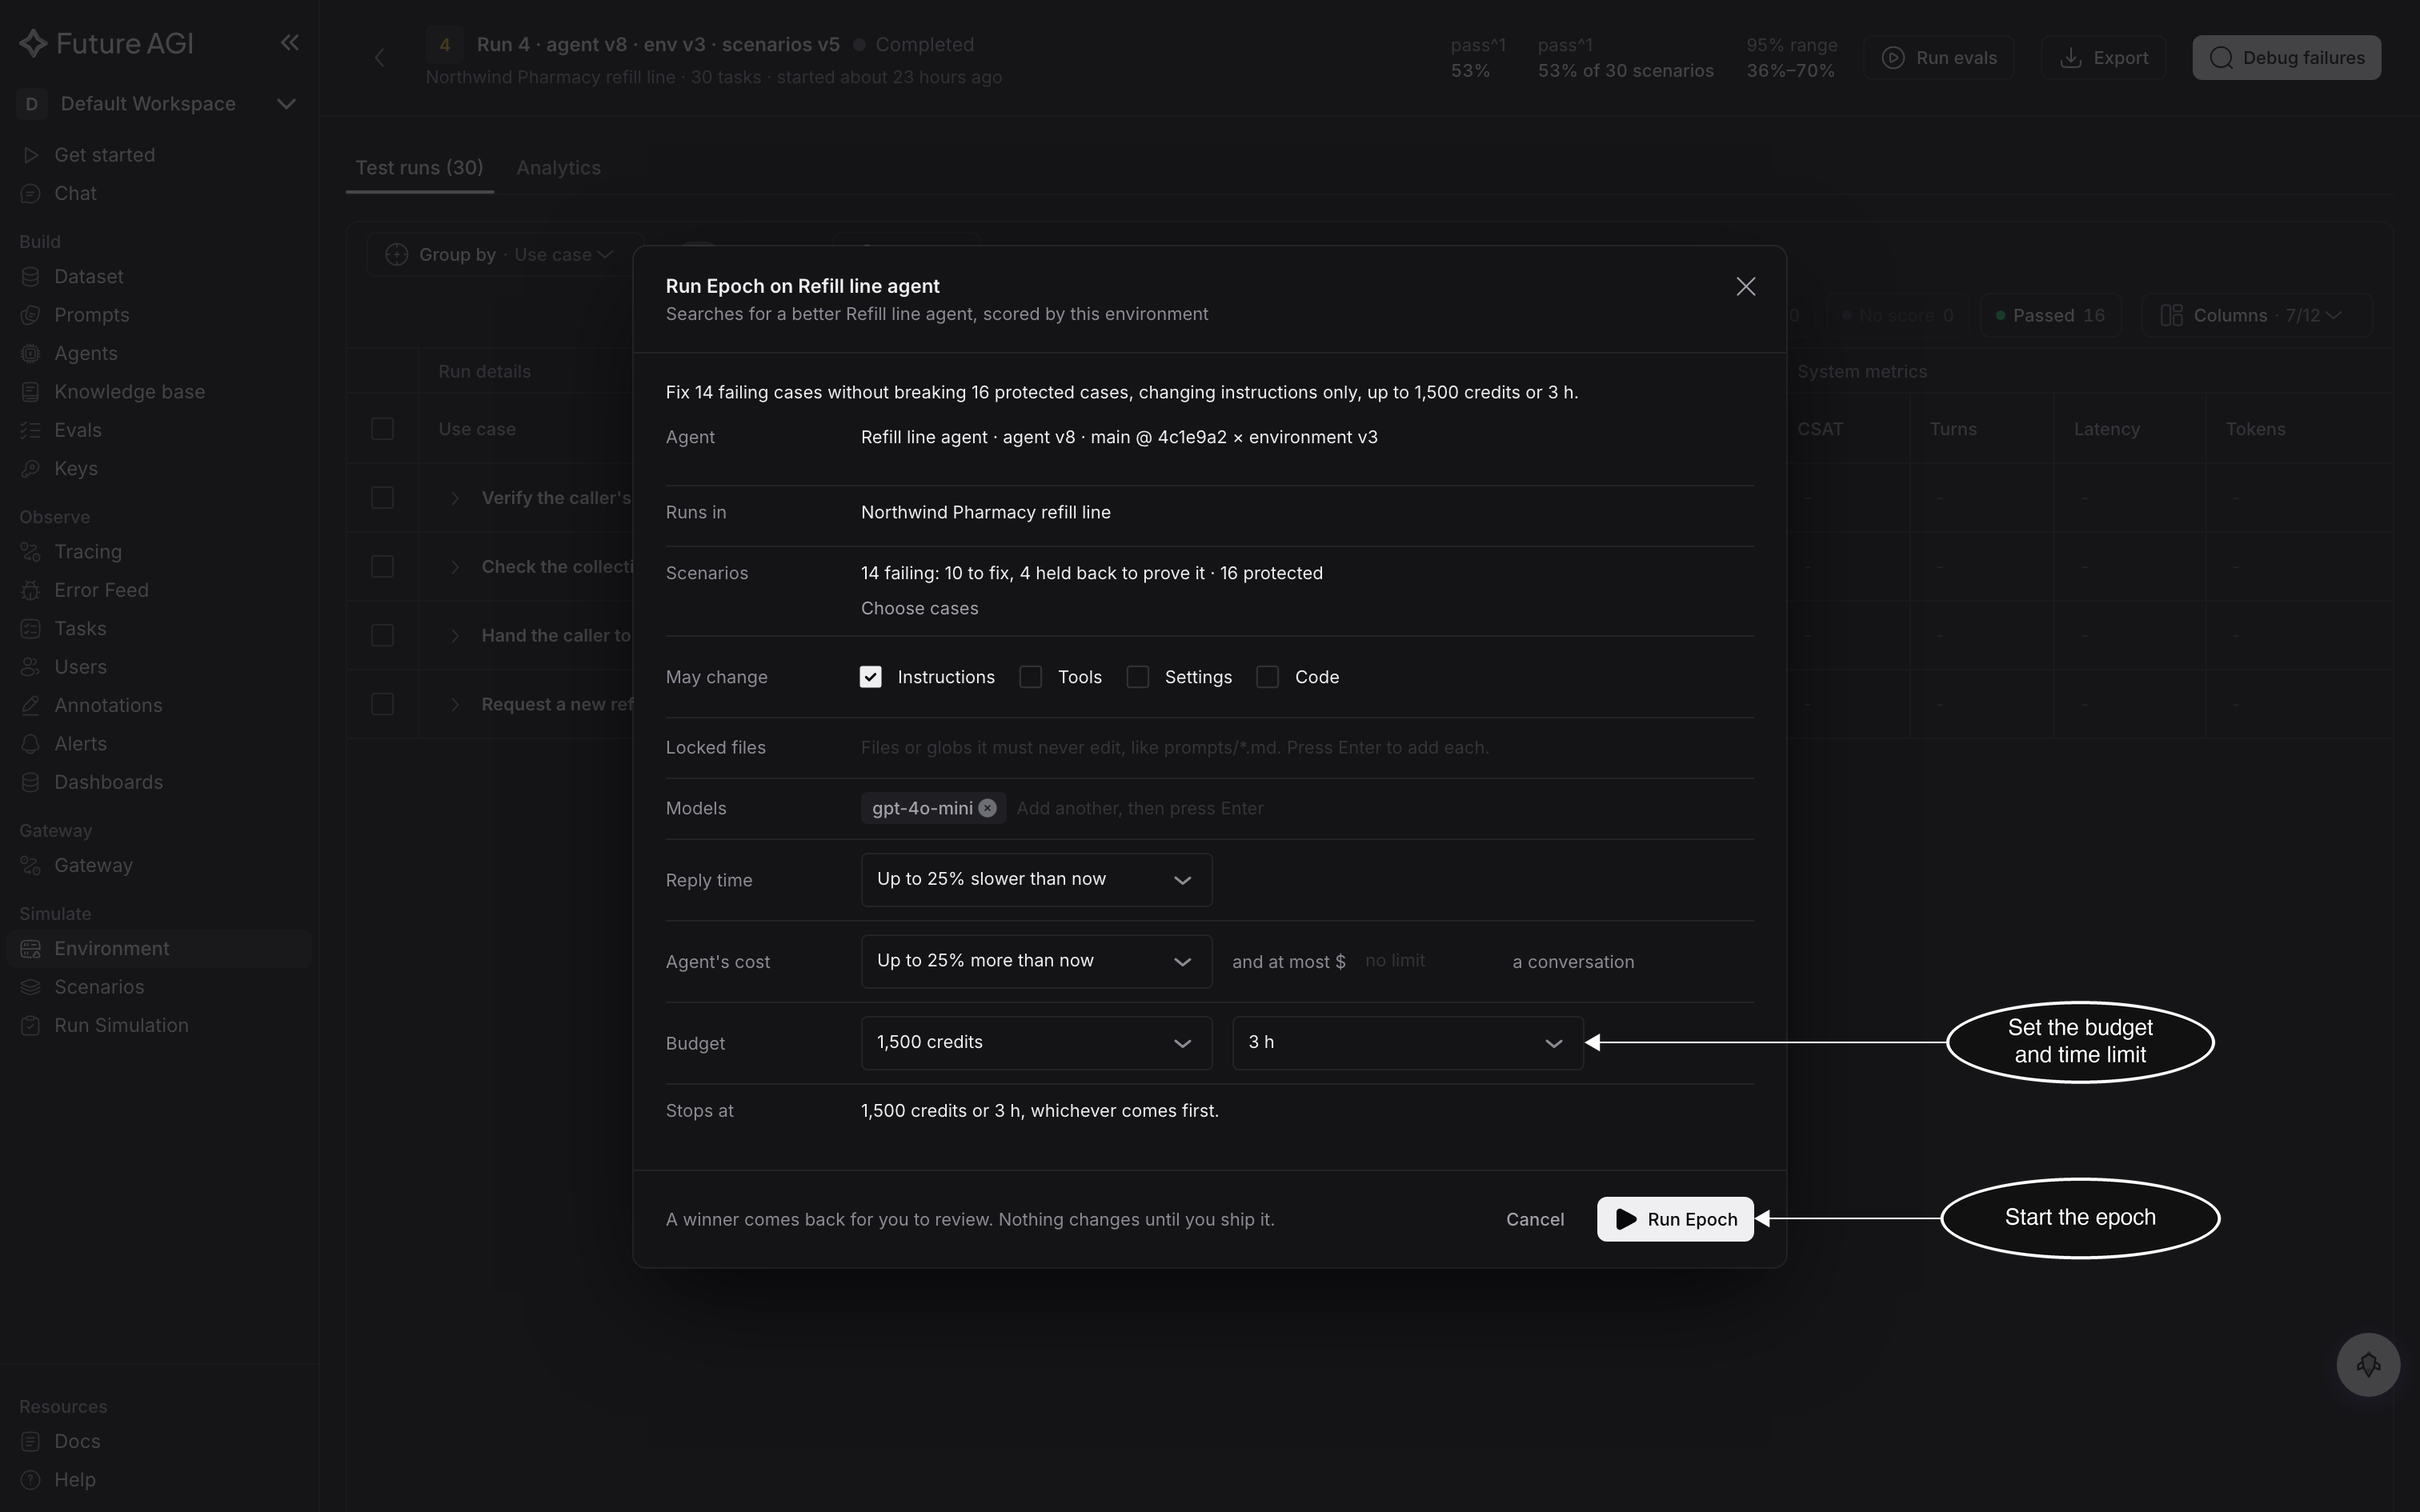 Future AGI
D Default Workspace
Get started
Chat
Build
Dataset
Prompts
Agents
Knowledge base
Evals
Keys
Observe
Tracing
Error Feed
Tasks
Users
Annotations
Alerts
Dashboards
Gateway
Gateway
Simulate
Environment
Scenarios
Run Simulation
Resources
Docs
Help
4 Run 4 · agent v8 · env v3 · scenarios v5 Completed
Northwind Pharmacy refill line · 30 tasks · started about 23 hours ago
pass^1 pass^1 95% range
53% 53% of 30 scenarios 36%–70%
Run evals Export Debug failures
Test runs (30) Analytics
Group by · Use case
0 No score 0 Passed 16 Columns · 7/12
Run details System metrics
Use case CSAT Turns Latency Tokens
Verify the caller's - - - -
Check the collecti - - - -
Hand the caller to - - - -
Request a new ref - - - -
Run Epoch on Refill line agent
Searches for a better Refill line agent, scored by this environment
Fix 14 failing cases without breaking 16 protected cases, changing instructions only, up to 1,500 credits or 3 h.
Agent Refill line agent · agent v8 · main @ 4c1e9a2 × environment v3
Runs in Northwind Pharmacy refill line
Scenarios 14 failing: 10 to fix, 4 held back to prove it · 16 protected
Choose cases
May change Instructions Tools Settings Code
Locked files Files or globs it must never edit, like prompts/*.md. Press Enter to add each.
Models gpt-4o-mini Add another, then press Enter
Reply time Up to 25% slower than now
Agent's cost Up to 25% more than now and at most $ no limit a conversation
Budget 1,500 credits 3 h
Stops at 1,500 credits or 3 h, whichever comes first.
A winner comes back for you to review. Nothing changes until you ship it. Cancel Run Epoch
Set the budget
and time limit
Start the epoch